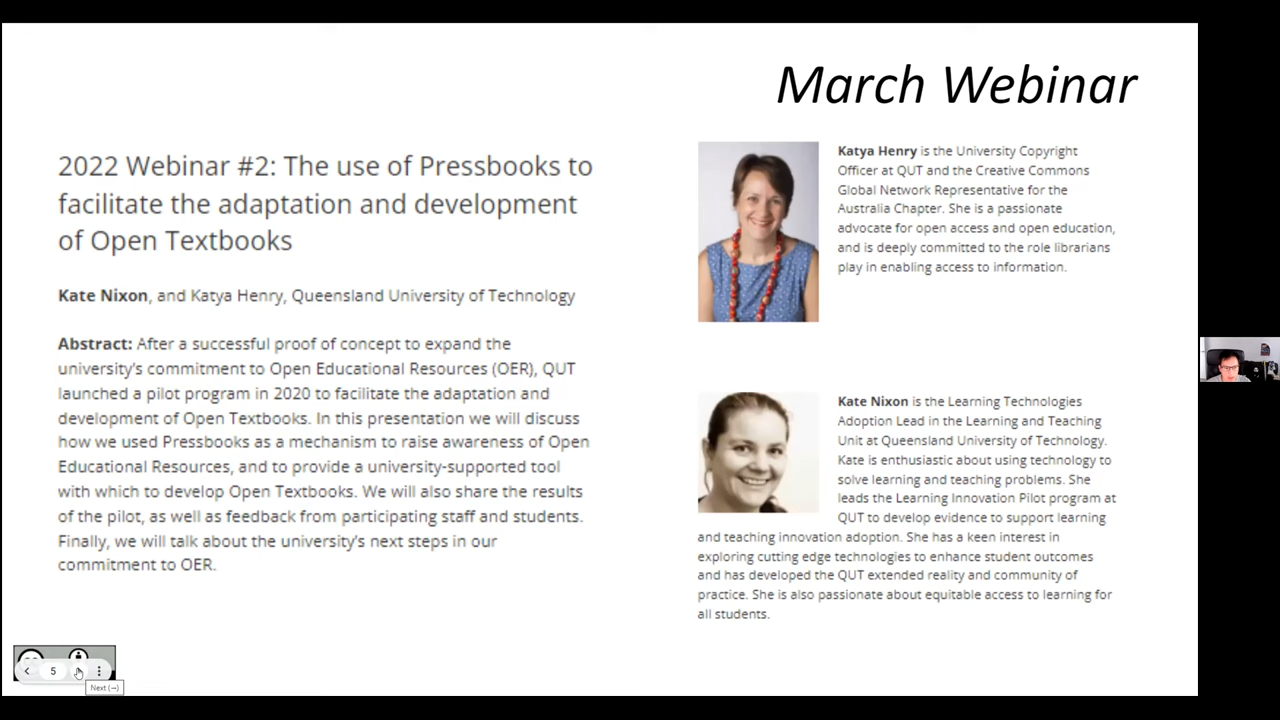 March Webinar
2022 Webinar #2: The use of Pressbooks to
facilitate the adaptation and development
of Open Textbooks
Kate Nixon, and Katya Henry, Queensland University of Technology
Abstract: After a successful proof of concept to expand the
university's commitment to Open Educational Resources (OER), QUT
launched a pilot program in 2020 to facilitate the adaptation and
development of Open Textbooks. In this presentation we will discuss
how we used Pressbooks as a mechanism to raise awareness of Open
Educational Resources, and to provide a university-supported tool
with which to develop Open Textbooks. We will also share the results
of the pilot, as well as feedback from participating staff and students.
Finally, we will talk about the university's next steps in our
commitment to OER.
Katya Henry is the University Copyright
Officer at QUT and the Creative Commons
Global Network Representative for the
Australia Chapter. She is a passionate
advocate for open access and open education,
and is deeply committed to the role librarians
play in enabling access to information.
Kate Nixon is the Learning Technologies
Adoption Lead in the Learning and Teaching
Unit at Queensland University of Technology.
Kate is enthusiastic about using technology to
solve learning and teaching problems. She
leads the Learning Innovation Pilot program at
QUT to develop evidence to support learning
and teaching innovation adoption. She has a keen interest in
exploring cutting edge technologies to enhance student outcomes
and has developed the QUT extended reality and community of
practice. She is also passionate about equitable access to learning for
all students.
5
Next (→)